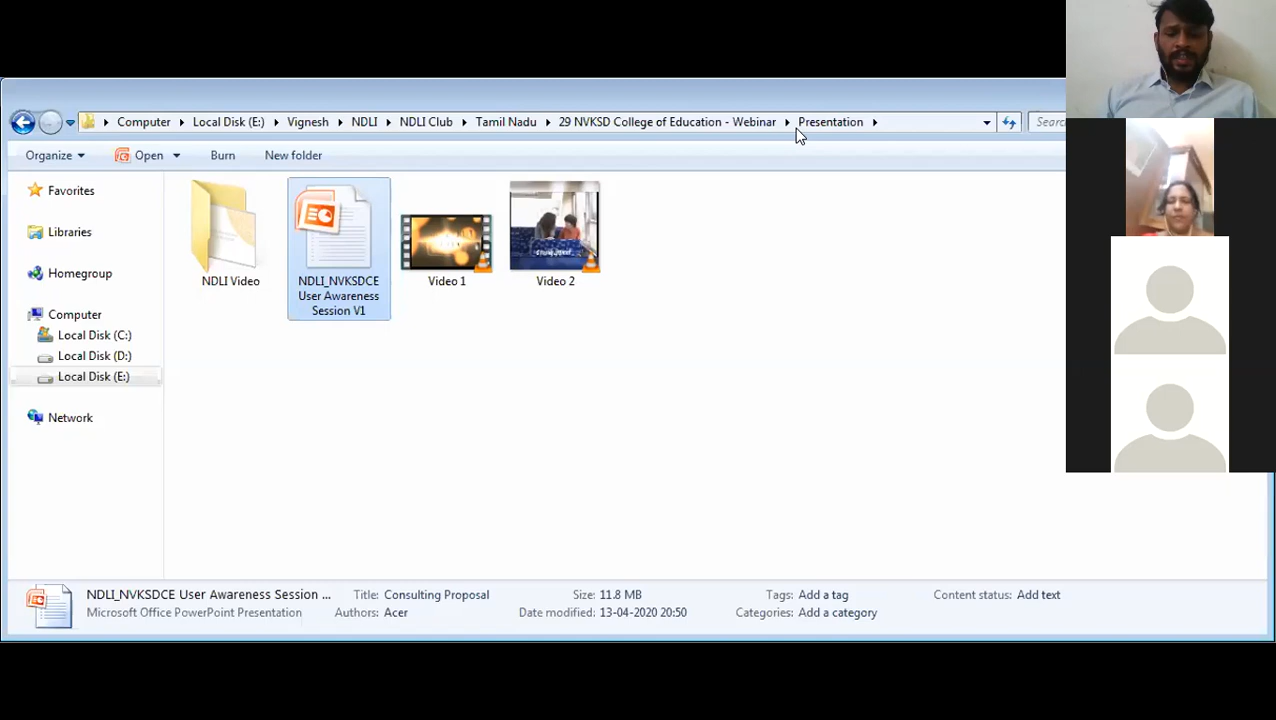 Computer Local Disk (E:) Vignesh NDLI NDLI Club Tamil Nadu 29 NVKSD College of Education - Webinar Presentation Searc
Organize Open Burn New folder
Favorites
Libraries
Homegroup
Computer
Local Disk (C:)
Local Disk (D:)
Local Disk (E:)
Network
NDLI Video
NDLI_NVKSDCE
User Awareness
Session V1
Video 1
Video 2
NDLI_NVKSDCE User Awareness Session ... Title: Consulting Proposal Size: 11.8 MB Tags: Add a tag Content status: Add text
Microsoft Office PowerPoint Presentation Authors: Acer Date modified: 13-04-2020 20:50 Categories: Add a category